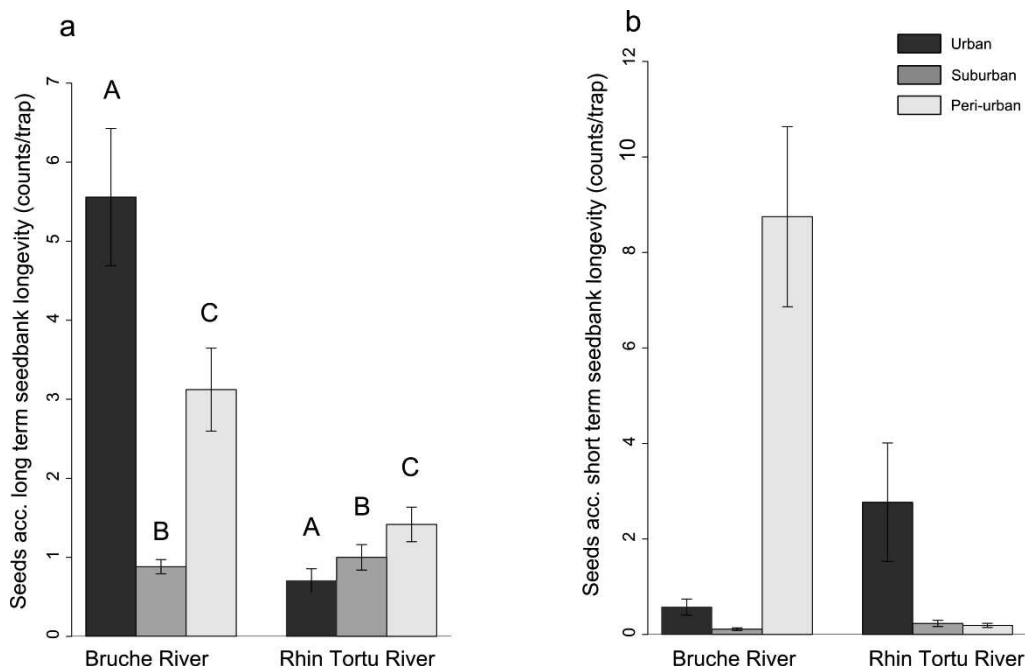 a
Seeds acc. long term seedbank longevity (counts/trap)
7
6
5
4
3
2
1
0
A
B
C
A
B
C
Bruche River
Rhin Tortu River
b
Urban
Suburban
Peri-urban
Seeds acc. short term seedbank longevity (counts/trap)
12
10
8
6
4
2
0
Bruche River
Rhin Tortu River